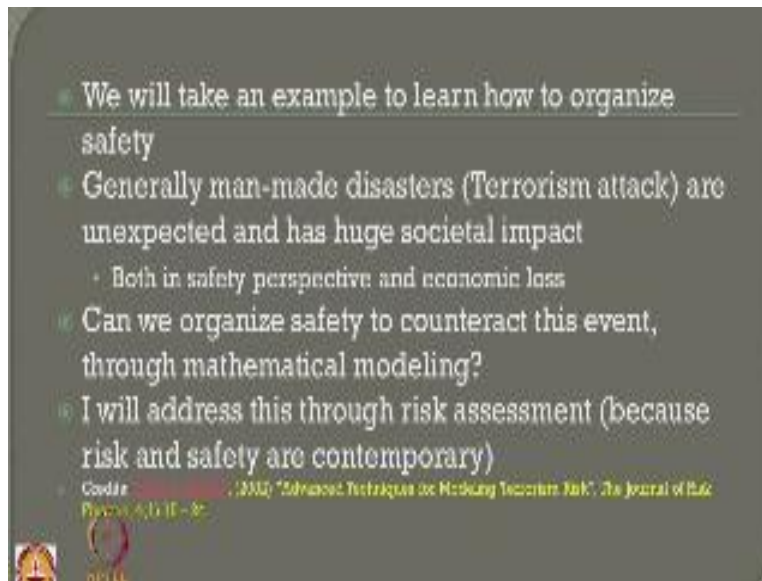 We will take an example to learn how to organize
safety
Generally man-made disasters (Terrorism attack) are
unexpected and has huge societal impact
Both in safety perspective and economic loss
Can we organize safety to counteract this event,
through mathematical modeling?
I will address this through risk assessment (because
risk and safety are contemporary)
(2002) "Advanced Techniques for Modeling Terrorism Risk", The Journal of Risk